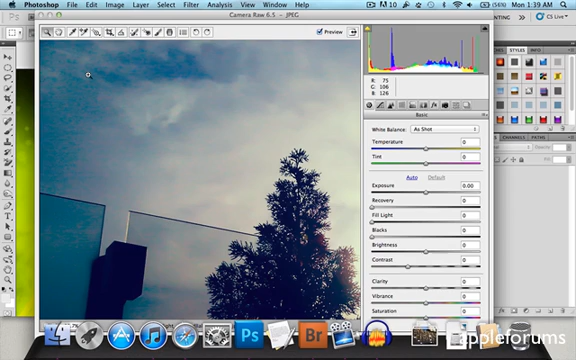 Photoshop File Edit Image Layer Select Filter Analysis View Window Help
10
(56%) Mon 1:39 AM
Camera Raw 6.5 - JPEG
PAINTING
CS Live
Preview
STYLES
R: 75
G: 106
B: 126
Basic
White Balance: As Shot
Temperature 0
Tint 0
Auto Default
Exposure 0.00
Recovery 0
Fill Light 0
Blacks 0
Brightness 0
Contrast 0
Clarity 0
Vibrance 0
Saturation 0
CHANNELS PATHS
Ps
Br
appleforums